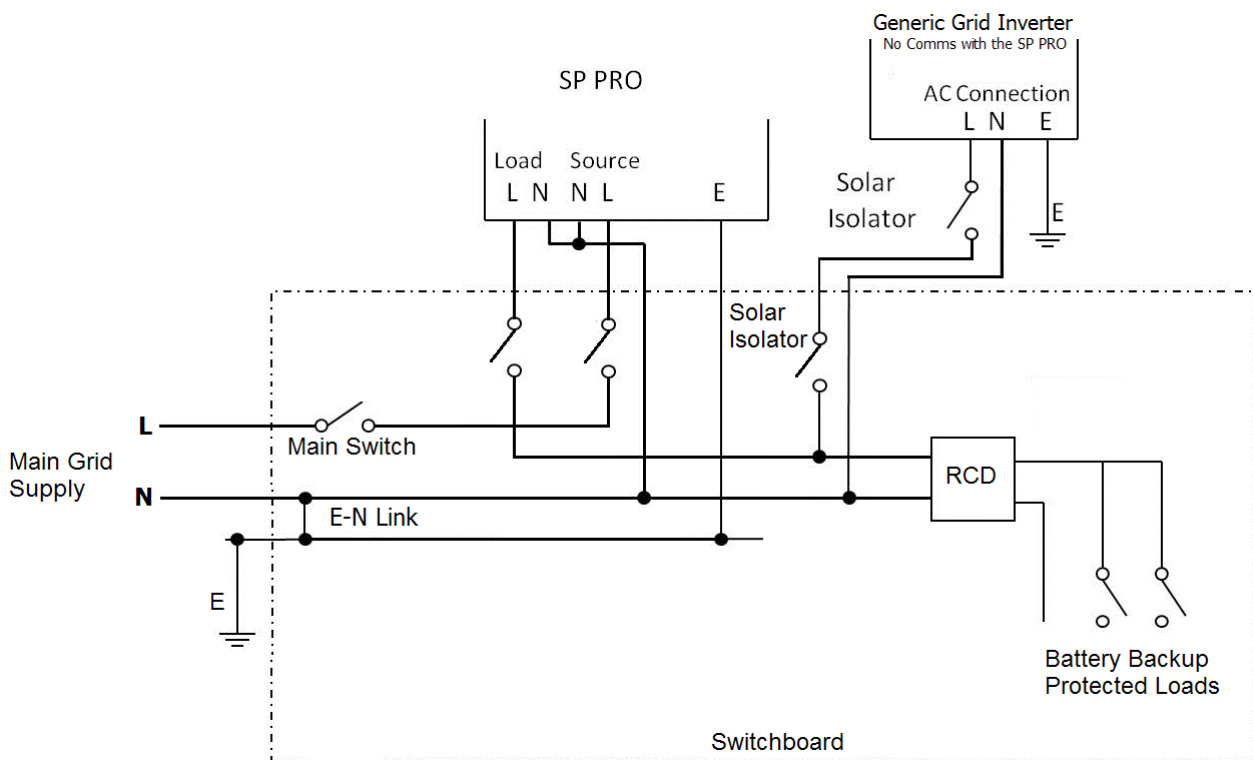 Generic Grid Inverter
No Comms with the SP PRO
AC Connection
L N E
SP PRO
Load Source
L N N L E
Solar
Isolator
E
Solar
Isolator
L
Main Switch
Main Grid
Supply
N
E-N Link
RCD
E
Battery Backup
Protected Loads
Switchboard